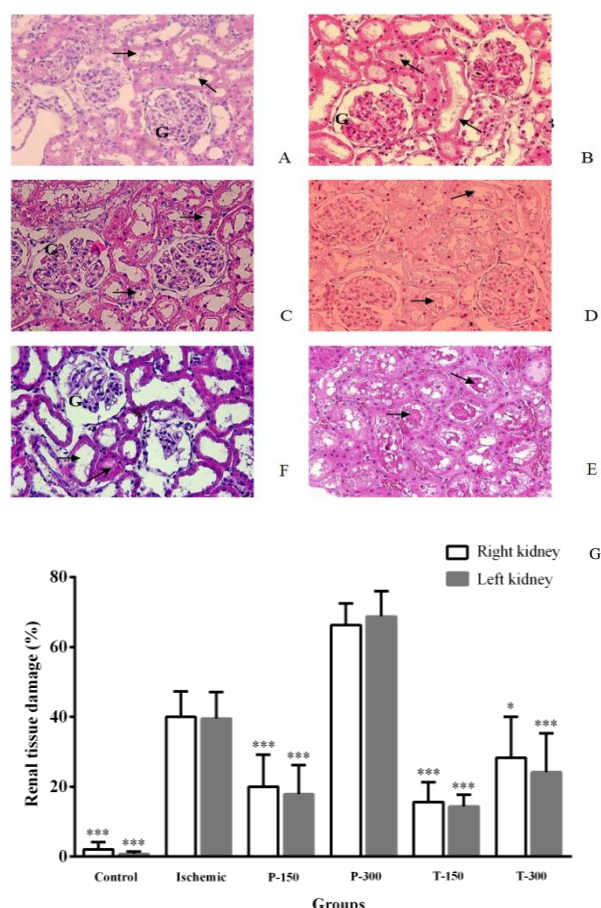 G
G
A
B
G
C
D
G
F
E
G
Right kidney
Left kidney
Renal tissue damage (%)
80
60
40
20
0
*** ***
*** ***
*** ***
* ***
Control Ischemic P-150 P-300 T-150 T-300
Groups